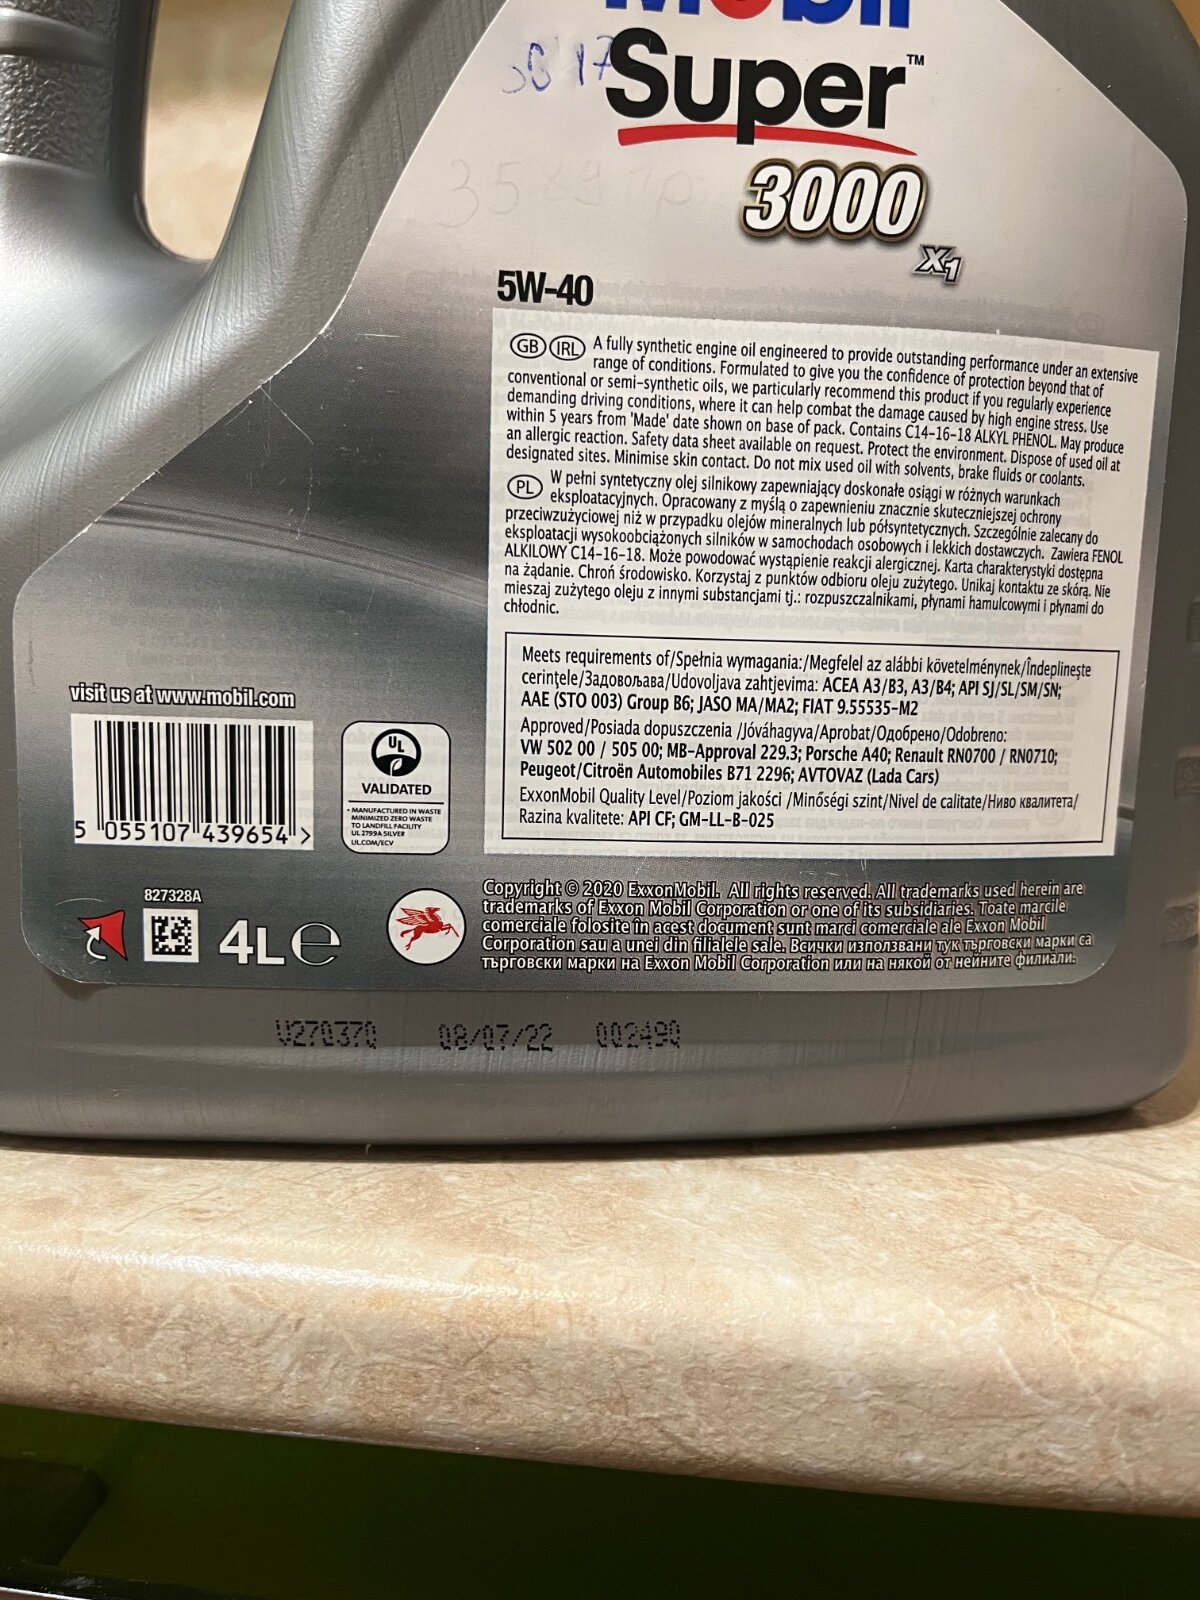 Mobil
Super™
3000
X1
5W-40
GB IRL A fully synthetic engine oil engineered to provide outstanding performance under an extensive
range of conditions. Formulated to give you the confidence of protection beyond that of
conventional or semi-synthetic oils, we particularly recommend this product if you regularly experience
demanding driving conditions, where it can help combat the damage caused by high engine stress. Use
within 5 years from 'Made' date shown on base of pack. Contains C14-16-18 ALKYL PHENOL. May produce
an allergic reaction. Safety data sheet available on request. Protect the environment. Dispose of used oil at
designated sites. Minimise skin contact. Do not mix used oil with solvents, brake fluids or coolants.
PL W pełni syntetyczny olej silnikowy zapewniający doskonałe osiągi w różnych warunkach
eksploatacyjnych. Opracowany z myślą o zapewnieniu znacznie skuteczniejszej ochrony
przeciwzużyciowej niż w przypadku olejów mineralnych lub półsyntetycznych. Szczególnie zalecany do
eksploatacji wysokoobciążonych silników w samochodach osobowych i lekkich dostawczych. Zawiera FENOL
ALKILOWY C14-16-18. Może powodować wystąpienie reakcji alergicznej. Karta charakterystyki dostępna
na żądanie. Chroń środowisko. Korzystaj z punktów odbioru oleju zużytego. Unikaj kontaktu ze skórą. Nie
mieszaj zużytego oleju z innymi substancjami tj.: rozpuszczalnikami, płynami hamulcowymi i płynami do
chłodnic.
Meets requirements of/Spełnia wymagania:/Megfelel az alábbi követelménynek/Îndeplineşte
cerinţele/Задовољава/Udovoljava zahtjevima: ACEA A3/B3, A3/B4; API SJ/SL/SM/SN;
AAE (STO 003) Group B6; JASO MA/MA2; FIAT 9.55535-M2
Approved/Posiada dopuszczenia /Jóváhagyva/Aprobat/Одобрено/Odobreno:
VW 502 00 / 505 00; MB-Approval 229.3; Porsche A40; Renault RN0700 / RN0710;
Peugeot/Citroën Automobiles B71 2296; AVTOVAZ (Lada Cars)
ExxonMobil Quality Level/Poziom jakości /Minőségi szint/Nivel de calitate/Ниво квалитета/
Razina kvalitete: API CF; GM-LL-B-025
visit us at www.mobil.com
5 055107 439654 >
UL
VALIDATED
• MANUFACTURED IN WASTE
MINIMIZED ZERO WASTE
TO LANDFILL FACILITY
UL 2799A SILVER
UL.COM/ECV
827328A
4L e
Copyright © 2020 ExxonMobil. All rights reserved. All trademarks used herein are
trademarks of Exxon Mobil Corporation or one of its subsidiaries. Toate marcile
comerciale folosite în acest document sunt marci comerciale ale Exxon Mobil
Corporation sau a unei din filialele sale. Всички използвани тук търговски марки са
търговски марки на Exxon Mobil Corporation или на някой от нейните филиали.
V270370 08/07/22 002490